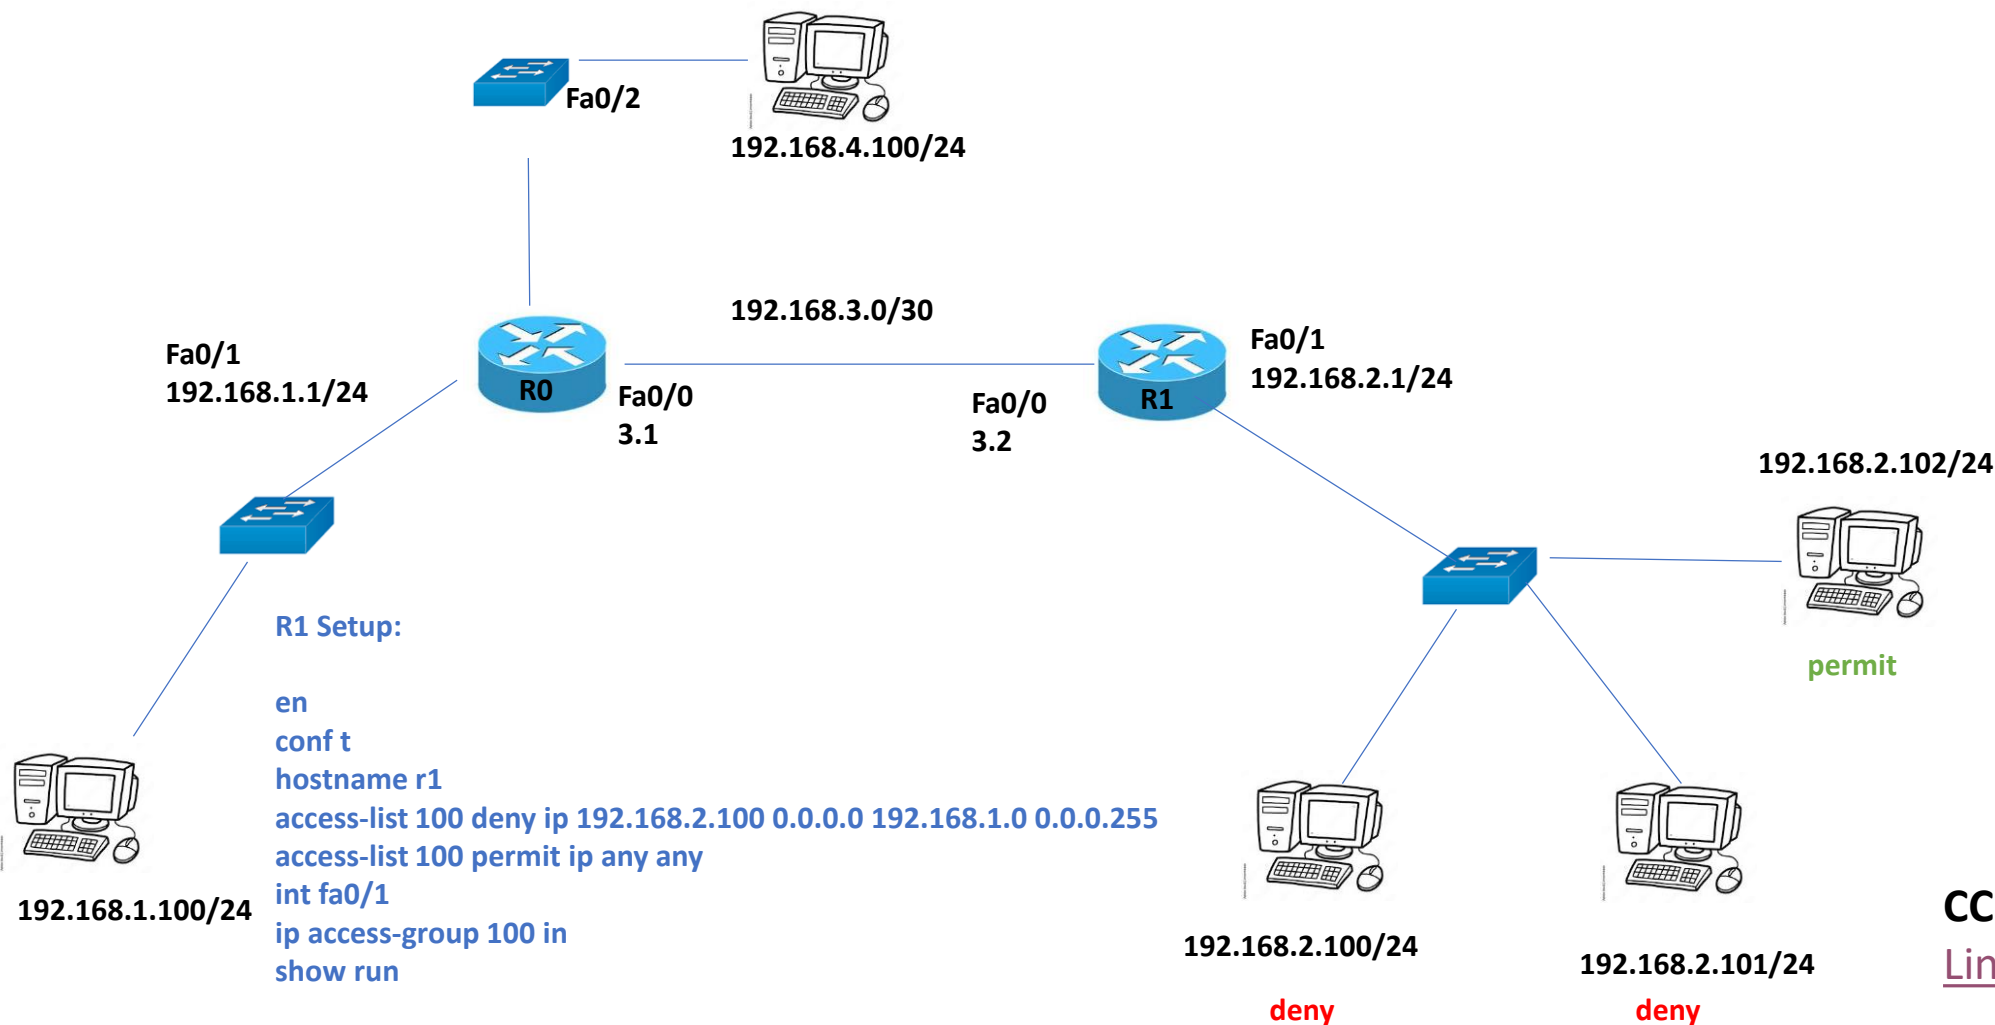 Fa0/2
192.168.4.100/24
192.168.3.0/30
Fa0/1
192.168.1.1/24
R0
Fa0/0
3.1
Fa0/0
3.2
R1
Fa0/1
192.168.2.1/24
192.168.2.102/24
permit
R1 Setup:
en
conf t
hostname r1
access-list 100 deny ip 192.168.2.100 0.0.0.0 192.168.1.0 0.0.0.255
access-list 100 permit ip any any
int fa0/1
ip access-group 100 in
show run
192.168.1.100/24
192.168.2.100/24
deny
192.168.2.101/24
deny
CC
Lin